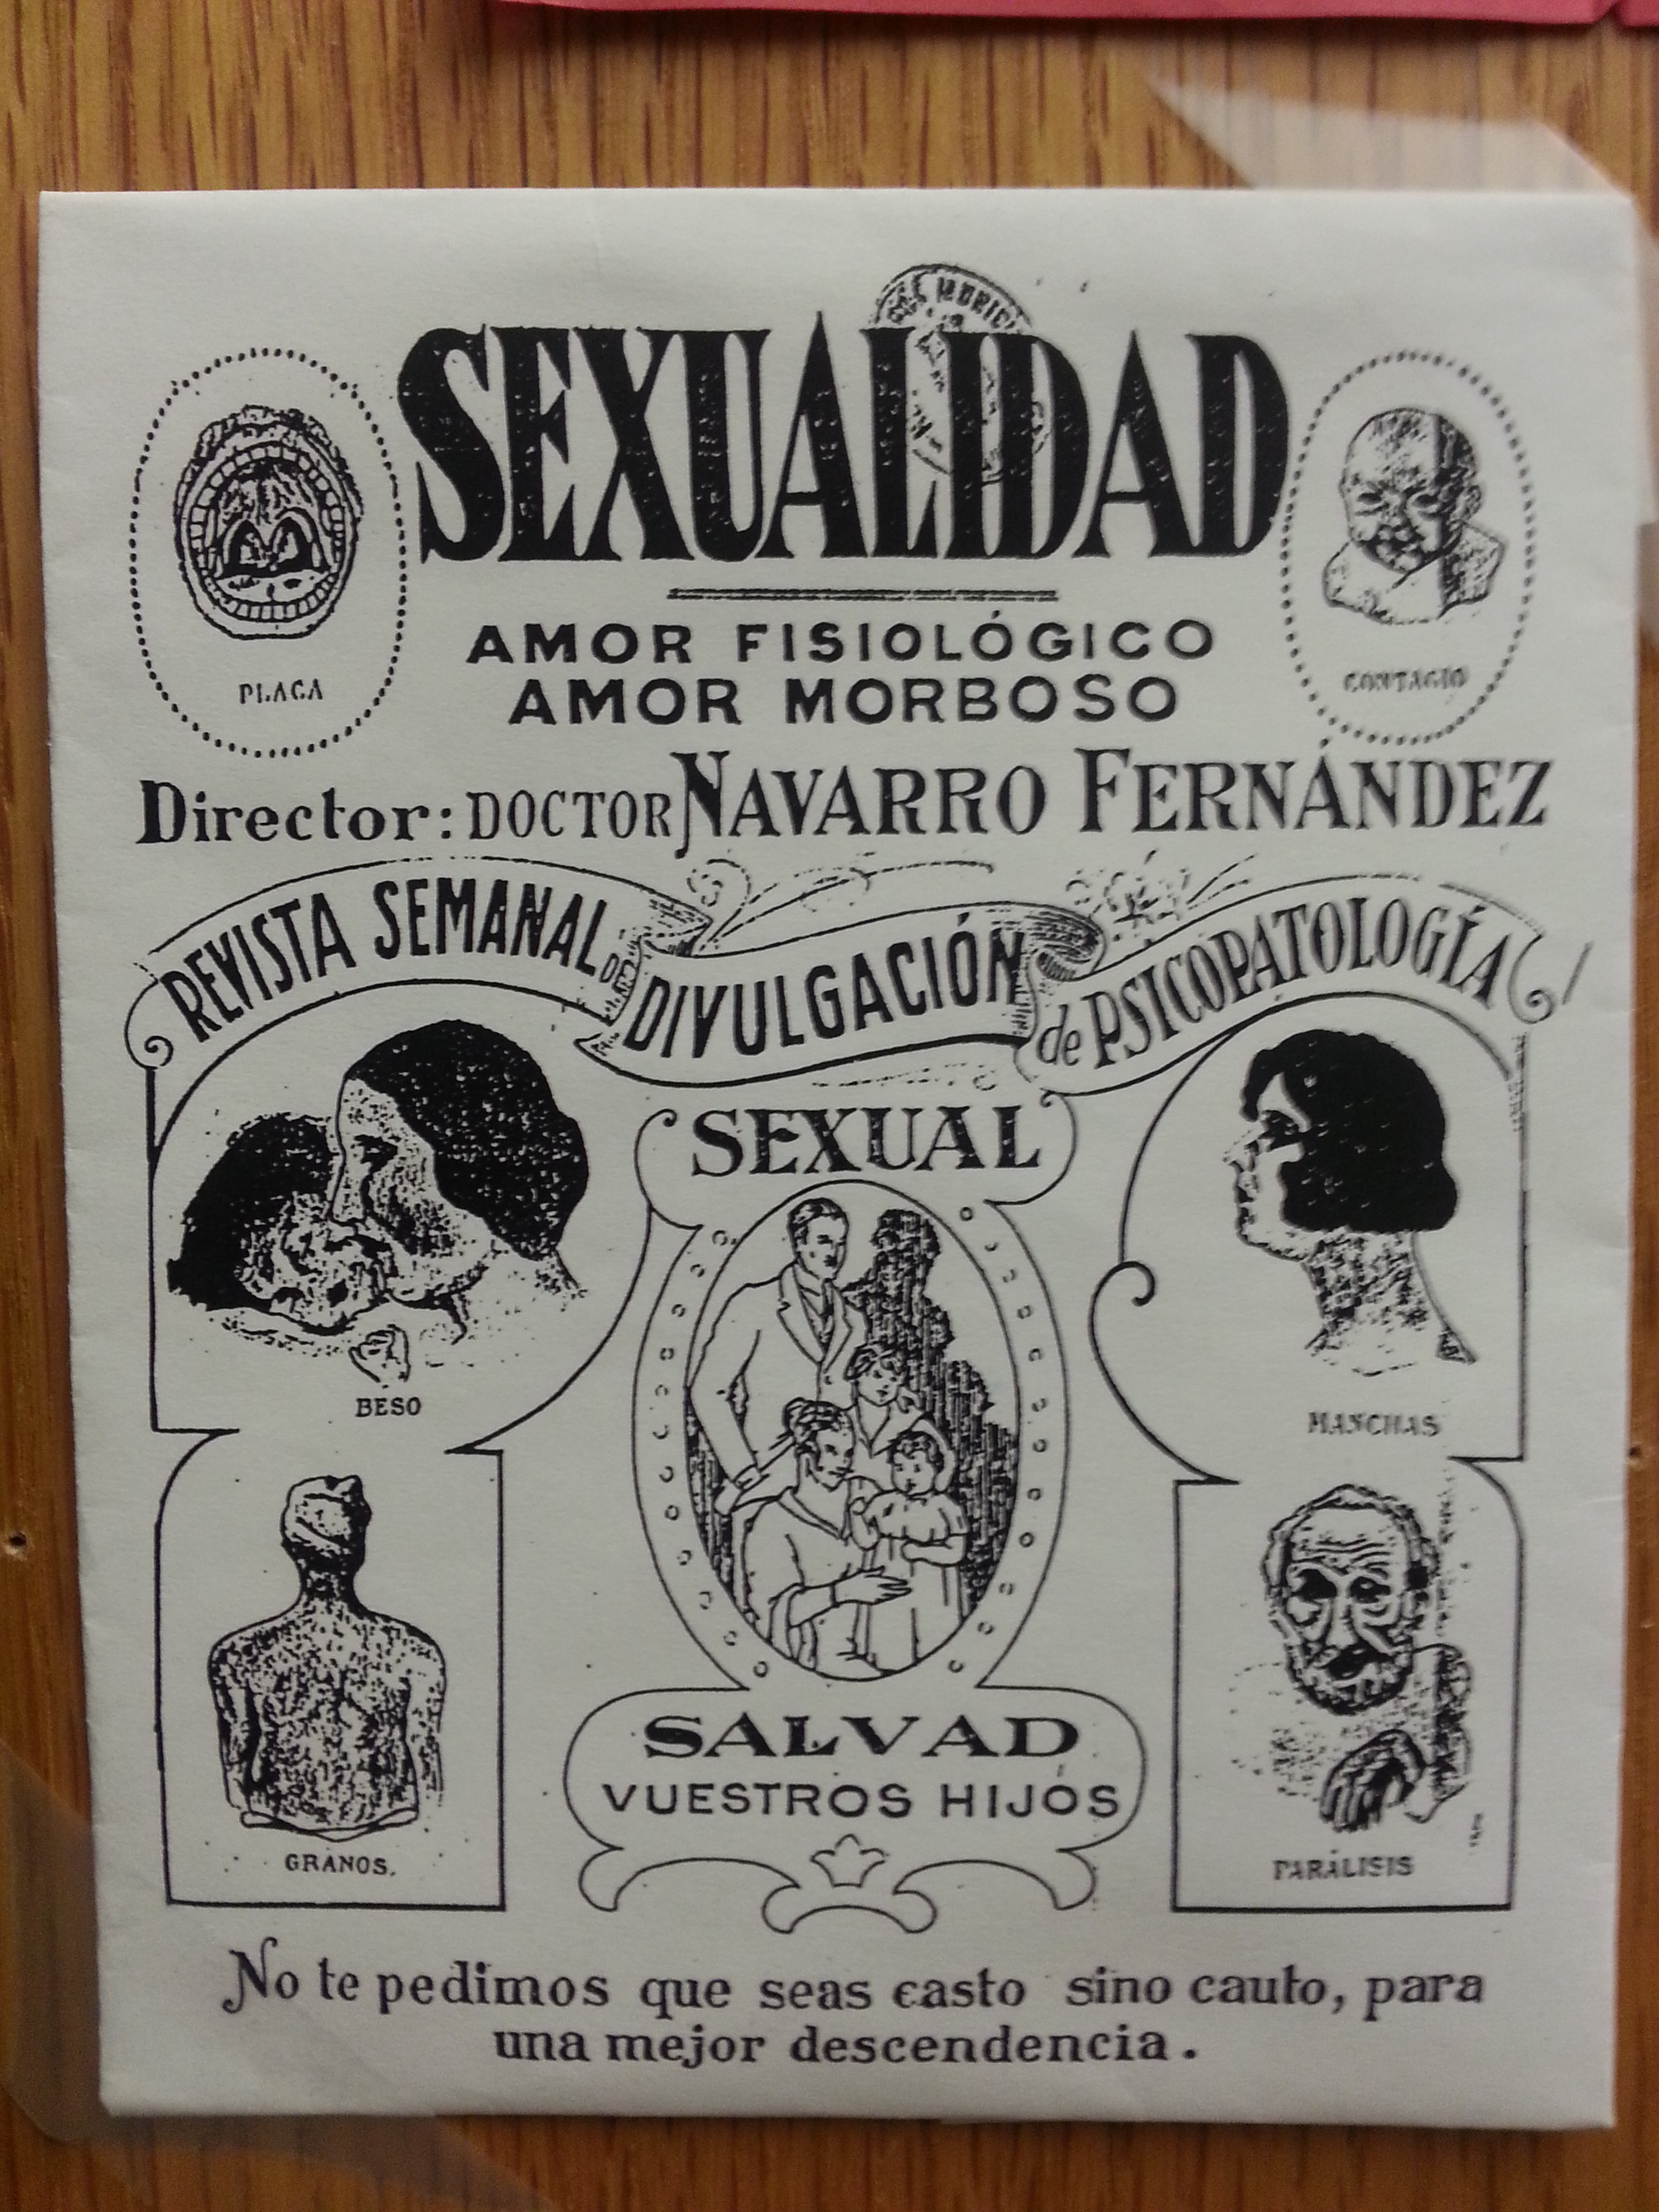 SEXUALIDAD
PLACA
CONTAGIO
AMOR FISIOLÓGICO
AMOR MORBOSO
Director: DOCTOR NAVARRO FERNÁNDEZ
REVISTA SEMANAL DE DIVULGACIÓN de PSICOPATOLOGÍA
SEXUAL
BESO
MANCHAS
GRANOS.
PARÁLISIS
SALVAD
VUESTROS HIJOS
No te pedimos que seas casto sino cauto, para
una mejor descendencia.